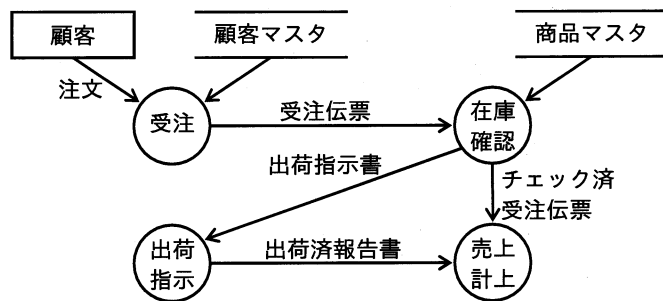 顧客
顧客マスタ
商品マスタ
注文
受注
受注伝票
在庫
確認
出荷指示書
チェック済
受注伝票
出荷
指示
出荷済報告書
売上
計上